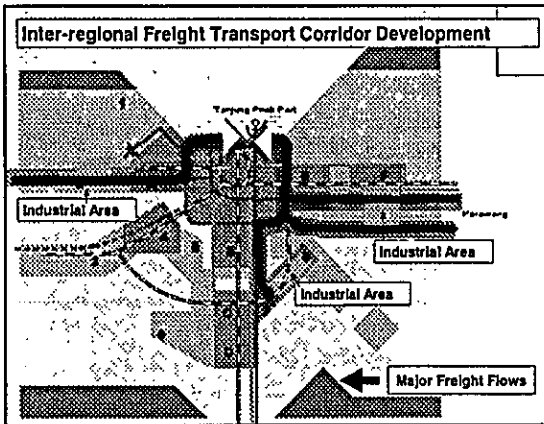 Inter-regional Freight Transport Corridor Development
Tanjung Priok Port
Industrial Area
Industrial Area
Industrial Area
Major Freight Flows